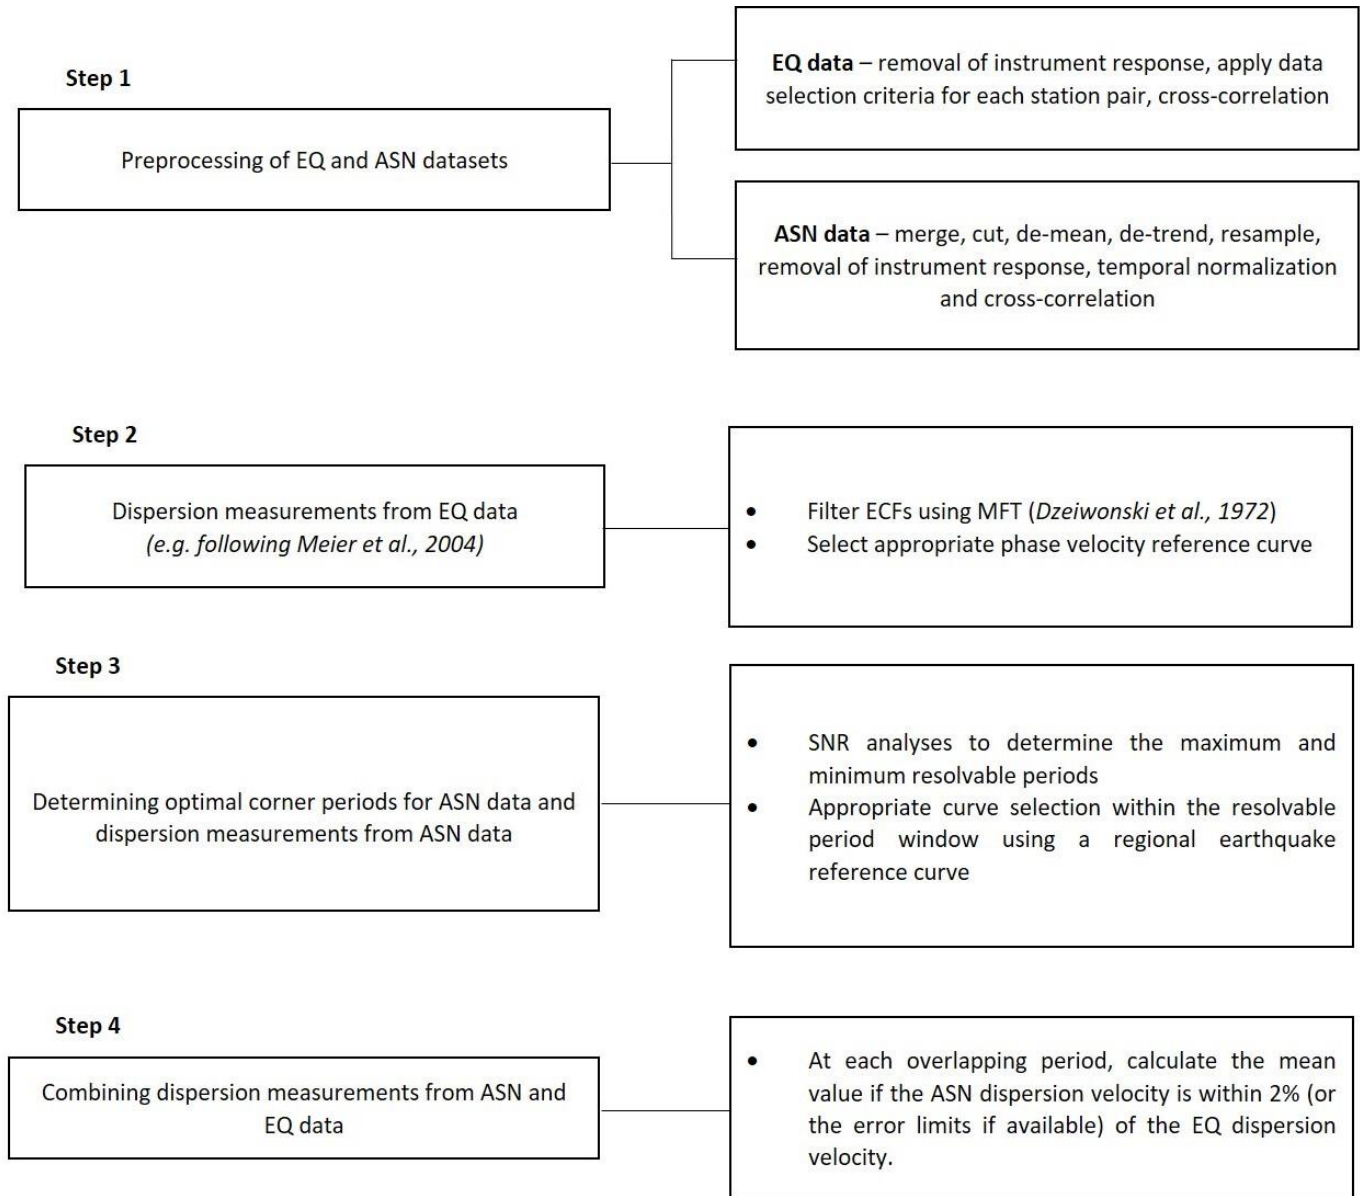 Step 1
Preprocessing of EQ and ASN datasets
EQ data – removal of instrument response, apply data
selection criteria for each station pair, cross-correlation
ASN data – merge, cut, de-mean, de-trend, resample,
removal of instrument response, temporal normalization
and cross-correlation
Step 2
Dispersion measurements from EQ data
(e.g. following Meier et al., 2004)
• Filter ECFs using MFT (Dzeiwonski et al., 1972)
• Select appropriate phase velocity reference curve
Step 3
Determining optimal corner periods for ASN data and
dispersion measurements from ASN data
• SNR analyses to determine the maximum and
minimum resolvable periods
• Appropriate curve selection within the resolvable
period window using a regional earthquake
reference curve
Step 4
Combining dispersion measurements from ASN and
EQ data
• At each overlapping period, calculate the mean
value if the ASN dispersion velocity is within 2% (or
the error limits if available) of the EQ dispersion
velocity.